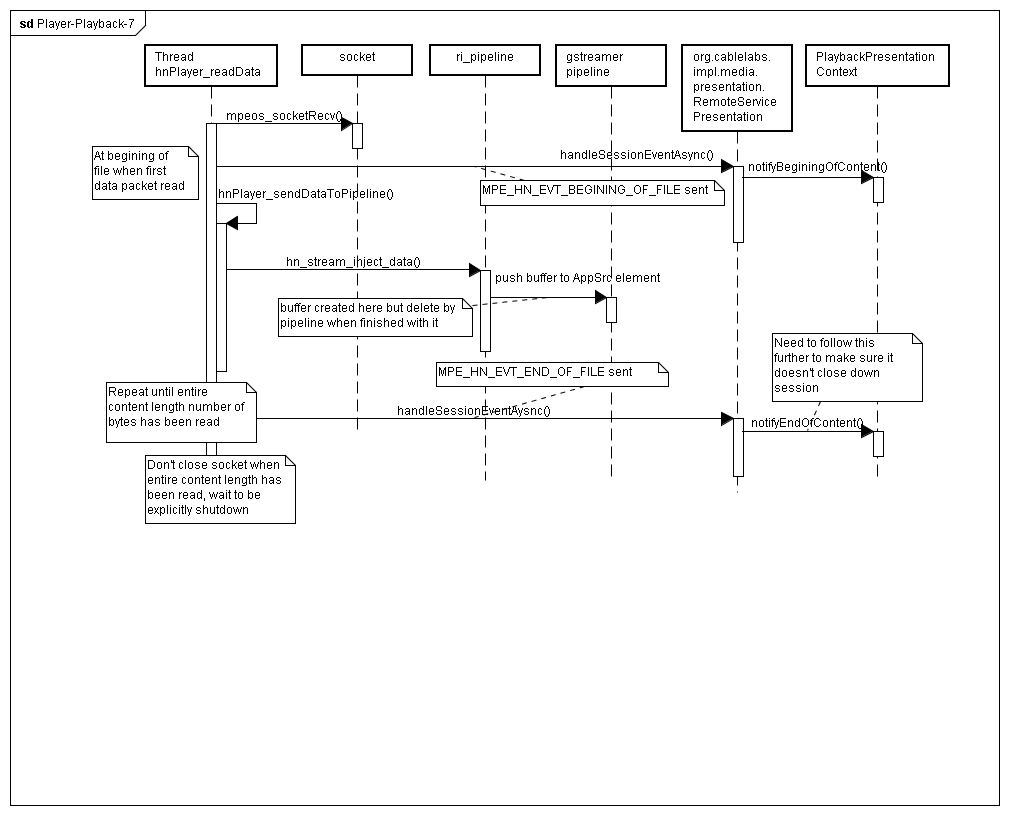 sd Player-Playback-7
Thread
hnPlayer_readData
socket
ri_pipeline
gstreamer
pipeline
org.cablelabs.
impl.media.
presentation.
RemoteService
Presentation
PlaybackPresentation
Context
mpeos_socketRecv()
At begining of
file when first
data packet read
handleSessionEventAsync()
notifyBeginingOfContent()
MPE_HN_EVT_BEGINING_OF_FILE sent
hnPlayer_sendDataToPipeline()
hn_stream_inject_data()
push buffer to AppSrc element
buffer created here but delete by
pipeline when finished with it
Need to follow this
further to make sure it
doesn't close down
session
MPE_HN_EVT_END_OF_FILE sent
Repeat until entire
content length number of
bytes has been read
handleSessionEventAysnc()
notifyEndOfContent()
Don't close socket when
entire content length has
been read, wait to be
explicitly shutdown